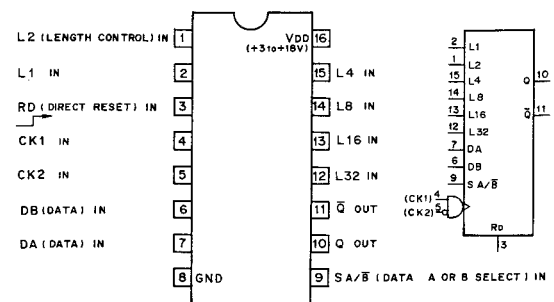 L2 (LENGTH CONTROL) IN 1
L1 IN 2
RD (DIRECT RESET) IN 3
CK1 IN 4
CK2 IN 5
DB (DATA) IN 6
DA (DATA) IN 7
8 GND
VDD 16
(+3 to +18V)
15 L4 IN
14 L8 IN
13 L16 IN
12 L32 IN
11 Q̅ OUT
10 Q OUT
9 SA/B̅ (DATA A OR B SELECT) IN
2 L1
1 L2
15 L4
14 L8
13 L16
12 L32
7 DA
6 DB
9 SA/B̅
(CK1) 4
(CK2) 5
Q 10
Q̅ 11
RD
3